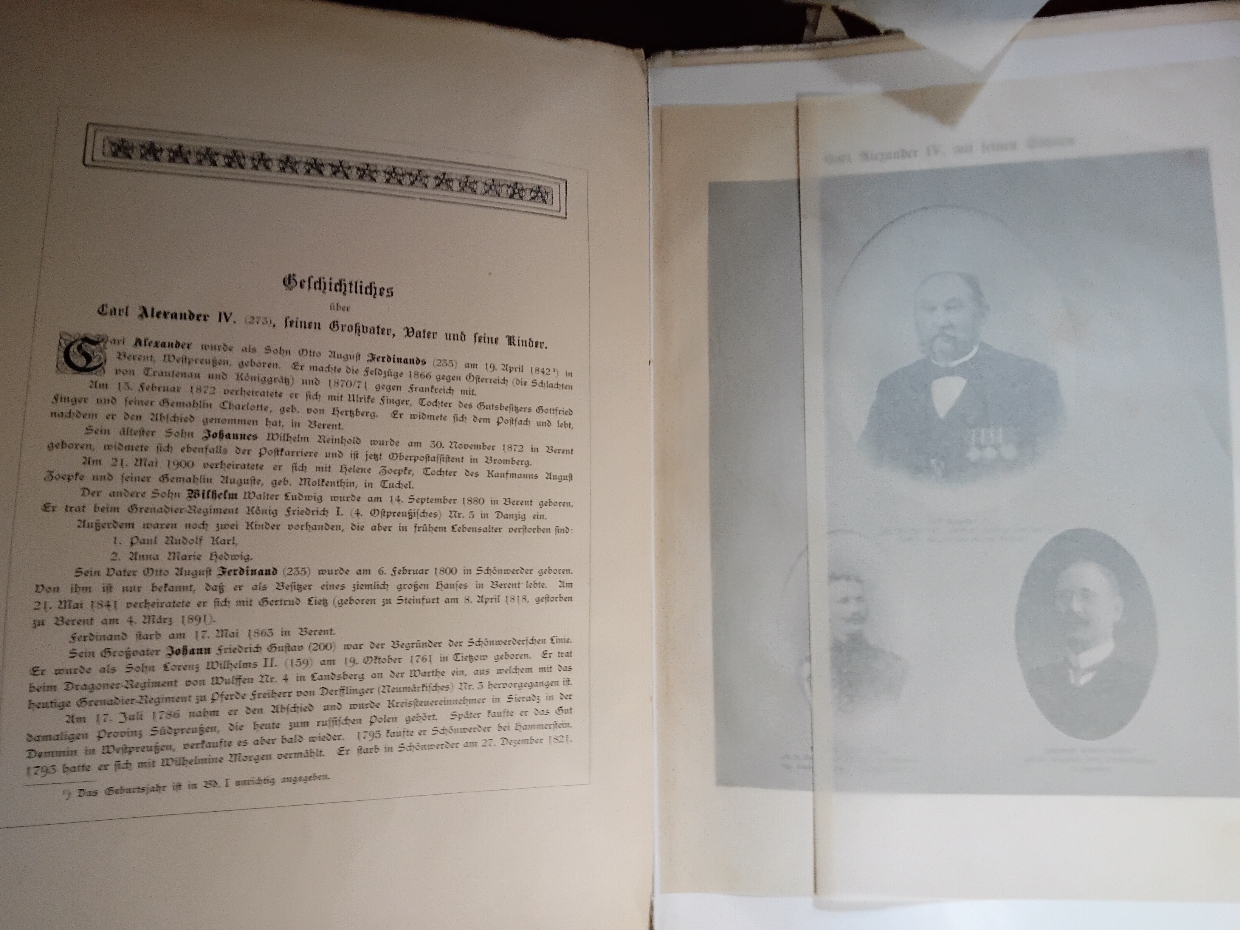 Geschichtliches
über
Carl Alexander IV. (273), seinen Großvater, Vater und seine Kinder.
Carl Alexander wurde als Sohn Otto August Ferdinands (235) am 19. April 1842¹) in
Berent, Westpreußen, geboren. Er machte die Feldzüge 1866 gegen Österreich (die Schlachten
von Trautenau und Königgrätz) und 1870/71 gegen Frankreich mit.
Am 13. Februar 1872 verheiratete er sich mit Ulrike Finger, Tochter des Gutsbesitzers Gottfried
Finger und seiner Gemahlin Charlotte, geb. von Hertzberg. Er widmete sich dem Postfach und lebt,
nachdem er den Abschied genommen hat, in Berent.
Sein ältester Sohn Johannes Wilhelm Reinhold wurde am 30. November 1872 in Berent
geboren, widmete sich ebenfalls der Postkarriere und ist jetzt Oberpostassistent in Bromberg.
Am 21. Mai 1900 verheiratete er sich mit Helene Zoepke, Tochter des Kaufmanns August
Zoepke und seiner Gemahlin Auguste, geb. Molkenthin, in Tuchel.
Der andere Sohn Wilhelm Walter Ludwig wurde am 14. September 1880 in Berent geboren.
Er trat beim Grenadier-Regiment König Friedrich I. (4. Ostpreußisches) Nr. 5 in Danzig ein.
Außerdem waren noch zwei Kinder vorhanden, die aber in frühem Lebensalter verstorben sind:
1. Paul Rudolf Karl,
2. Anna Marie Hedwig.
Sein Vater Otto August Ferdinand (235) wurde am 6. Februar 1800 in Schönwerder geboren.
Von ihm ist nur bekannt, daß er als Besitzer eines ziemlich großen Hauses in Berent lebte. Am
21. Mai 1841 verheiratete er sich mit Gertrud Lietz (geboren zu Steinfurt am 8. April 1818, gestorben
zu Berent am 4. März 1891).
Ferdinand starb am 17. Mai 1863 in Berent.
Sein Großvater Johann Friedrich Gustav (200) war der Begründer der Schönwerderschen Linie.
Er wurde als Sohn Lorenz Wilhelms II. (159) am 19. Oktober 1761 in Tietzow geboren. Er trat
beim Dragoner-Regiment von Wulffen Nr. 4 in Landsberg an der Warthe ein, aus welchem mit das
heutige Grenadier-Regiment zu Pferde Freiherr von Derfflinger (Neumärkisches) Nr. 3 hervorgegangen ist.
Am 17. Juli 1786 nahm er den Abschied und wurde Kreissteuereinnehmer in Sieradz in der
damaligen Provinz Südpreußen, die heute zum russischen Polen gehört. Später kaufte er das Gut
Demmin in Westpreußen, verkaufte es aber bald wieder. 1795 kaufte er Schönwerder bei Hammerstein.
1793 hatte er sich mit Wilhelmine Morgen vermählt. Er starb in Schönwerder am 27. Dezember 1821.
¹) Das Geburtsjahr ist in Bd. I unrichtig angegeben.
Carl Alexander IV. mit seinen